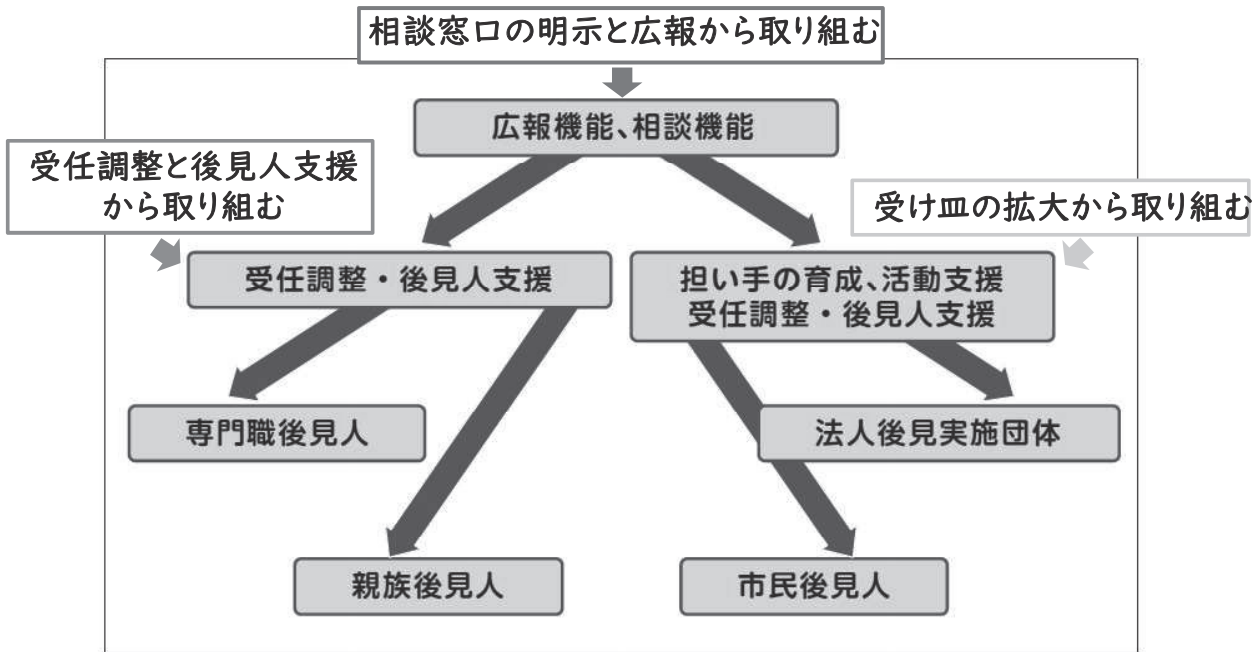 相談窓口の明示と広報から取り組む
広報機能、相談機能
受任調整と後見人支援
から取り組む
受け皿の拡大から取り組む
受任調整・後見人支援
担い手の育成、活動支援
受任調整・後見人支援
専門職後見人
法人後見実施団体
親族後見人
市民後見人